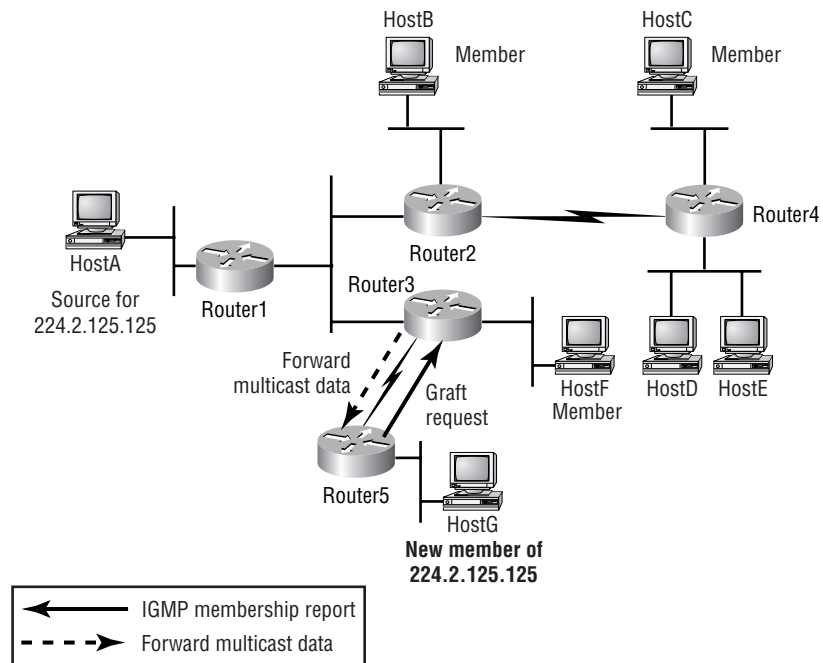 HostB
Member
HostC
Member
HostA
Source for
224.2.125.125
Router1
Router2
Router4
Router3
Forward
multicast data
Graft
request
HostF
Member
HostD
HostE
Router5
HostG
New member of
224.2.125.125
IGMP membership report
Forward multicast data